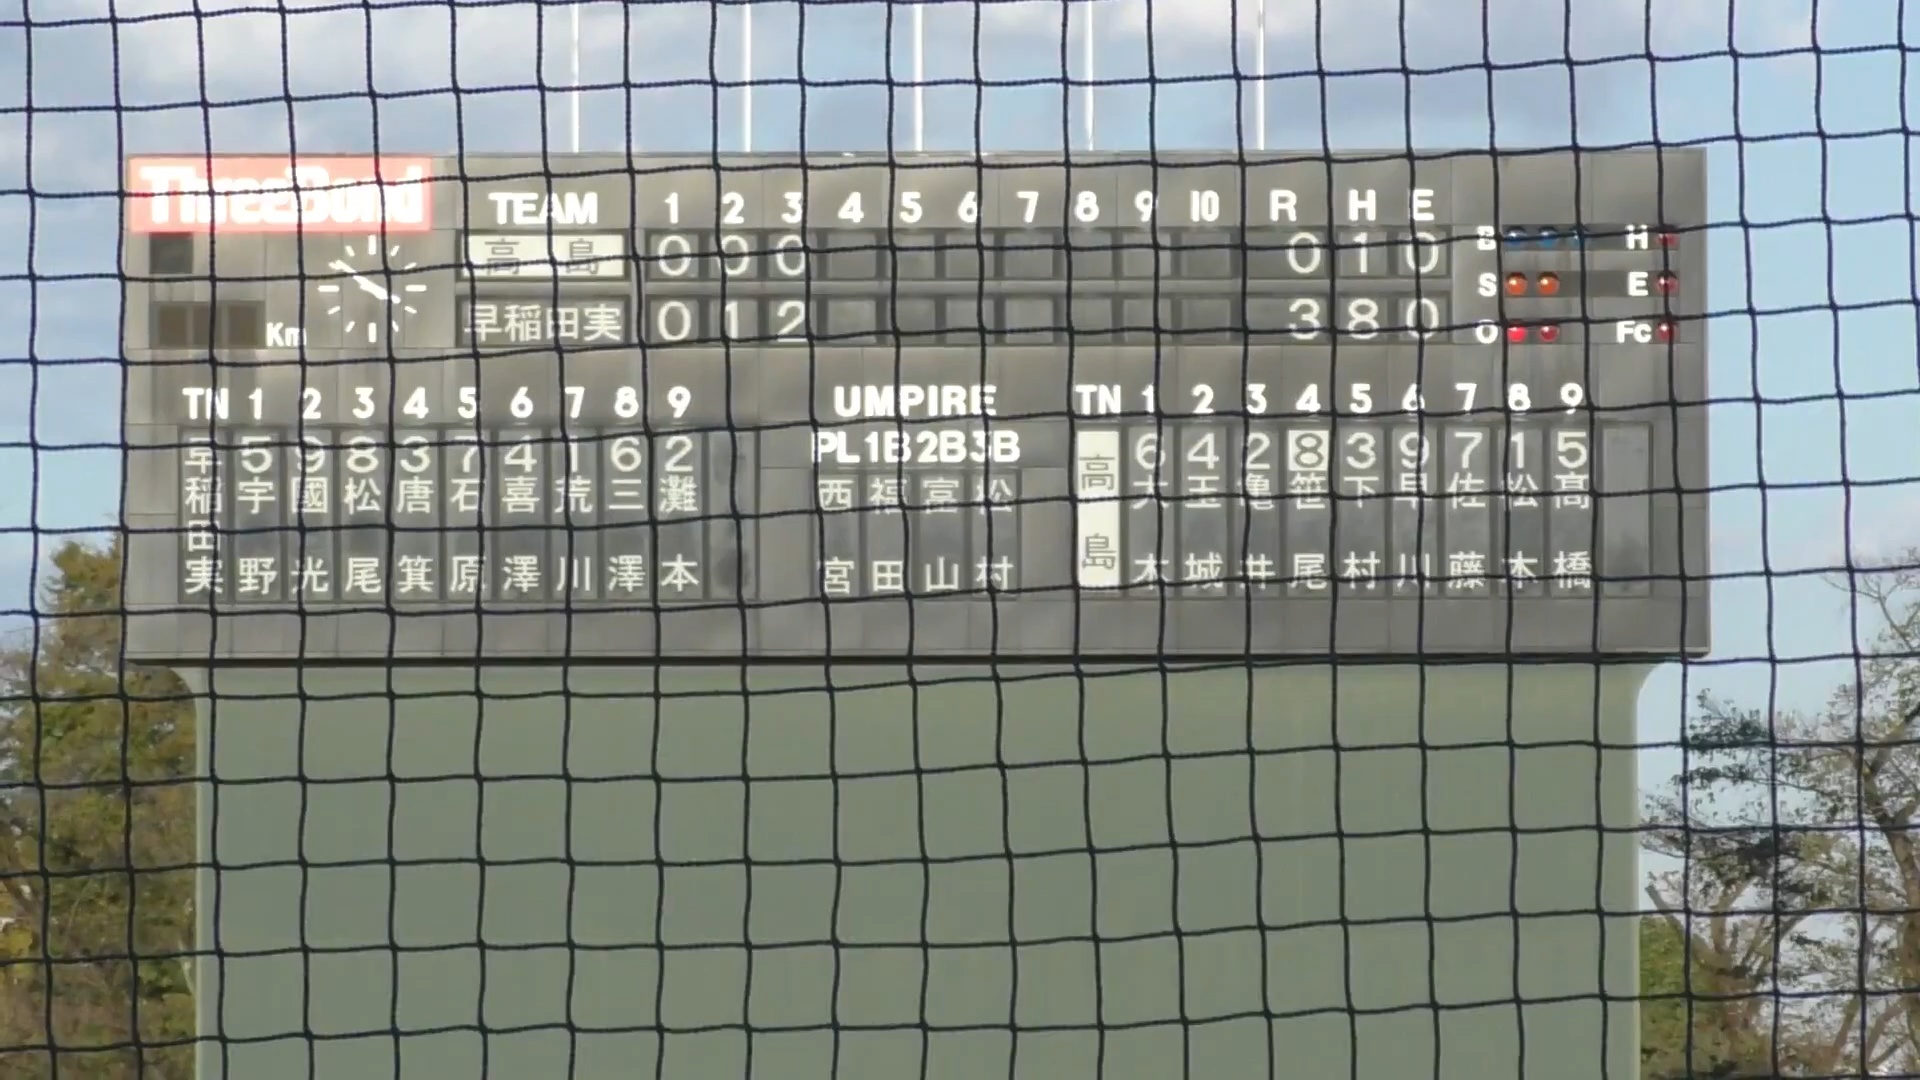 ThreeBond
TEAM 1 2 3 4 5 6 7 8 9 10 R H E
高島 0 0 0 0 1 0 B H
早稲田実 0 1 2 3 8 0 S E
Km O Fc
TN 1 2 3 4 5 6 7 8 9
早稲田実 5 9 8 3 7 4 1 6 2
宇野 國光 松尾 唐箕 石原 喜澤 荒川 三澤 灘本
UMPIRE
PL 1B 2B 3B
西宮 福田 富山 松村
TN 1 2 3 4 5 6 7 8 9
高島 6 4 2 8 3 9 7 1 5
大木 玉城 亀井 笹尾 下村 早川 佐藤 松本 髙橋